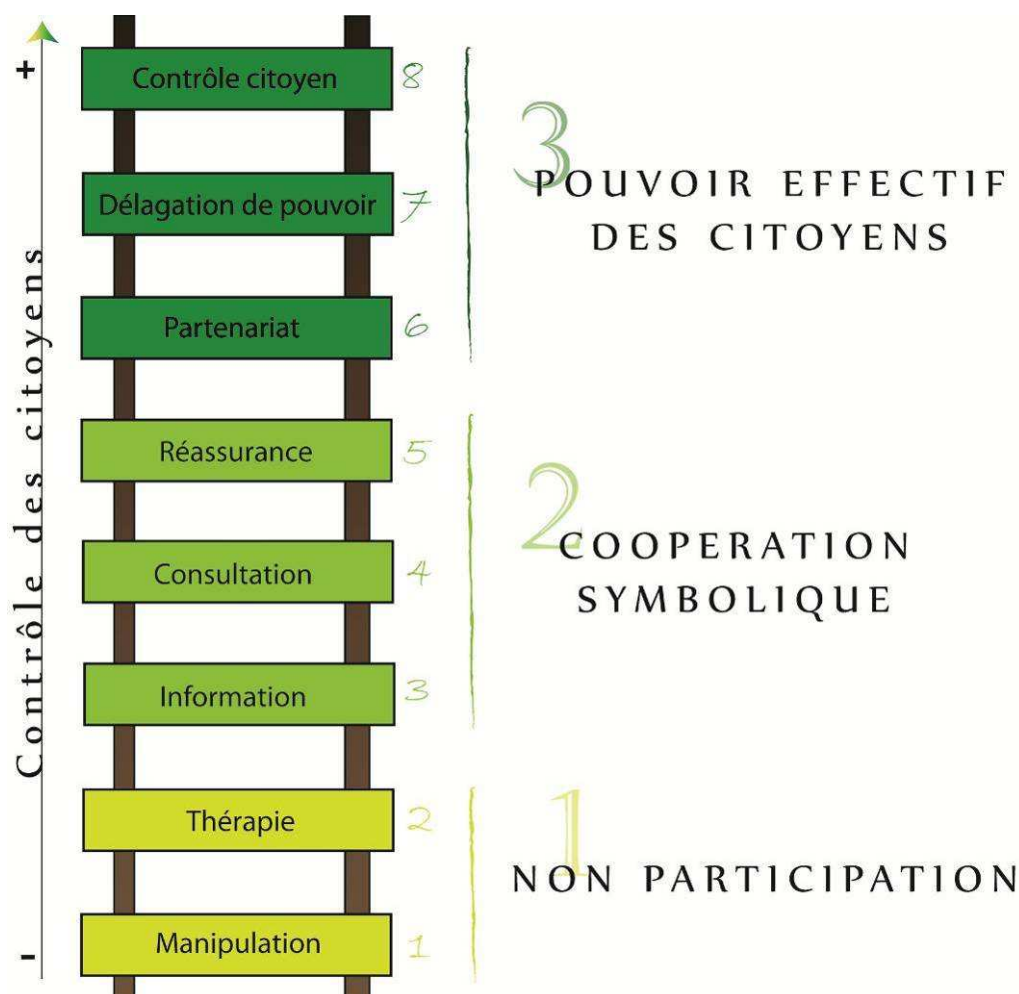 +
Contrôle des citoyens
-
Contrôle citoyen 8
Délagation de pouvoir 7
Partenariat 6
Réassurance 5
Consultation 4
Information 3
Thérapie 2
Manipulation 1
3
POUVOIR EFFECTIF
DES CITOYENS
2
COOPERATION
SYMBOLIQUE
1
NON PARTICIPATION